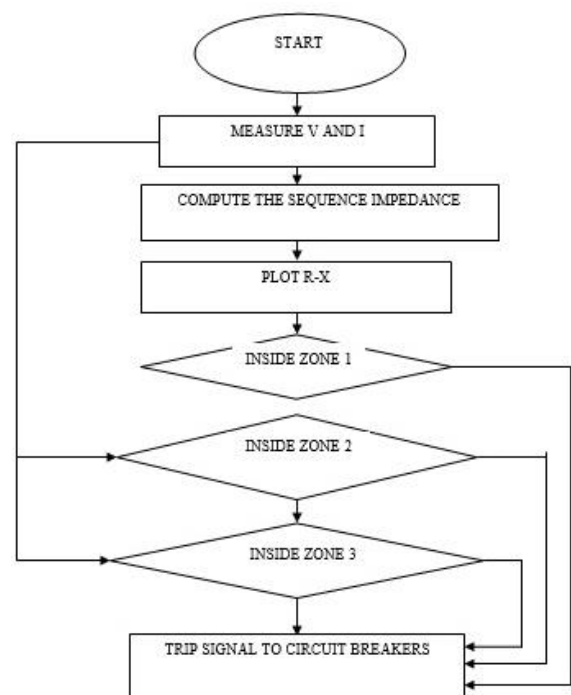 START
MEASURE V AND I
COMPUTE THE SEQUENCE IMPEDANCE
PLOT R-X
INSIDE ZONE 1
INSIDE ZONE 2
INSIDE ZONE 3
TRIP SIGNAL TO CIRCUIT BREAKERS